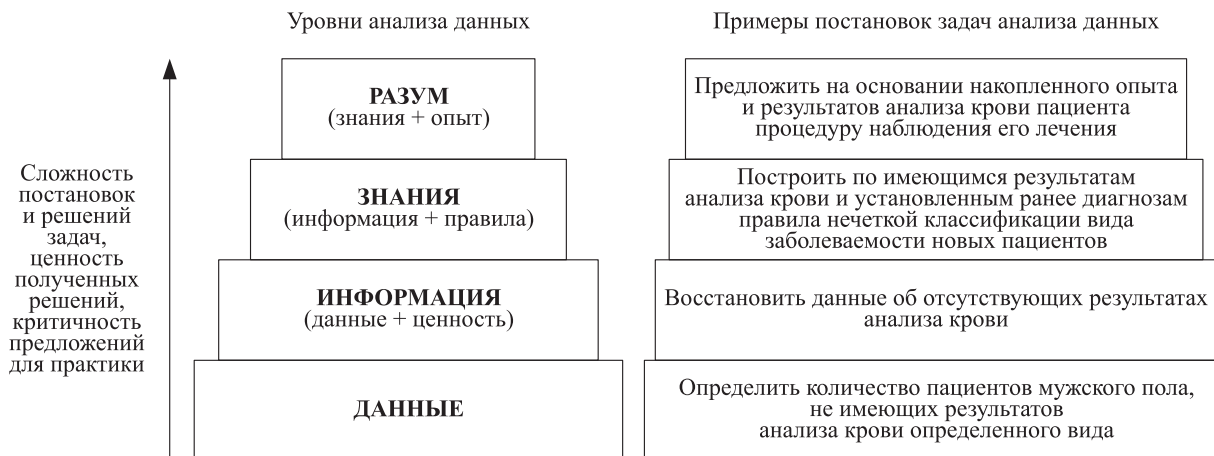 Уровни анализа данных
Примеры постановок задач анализа данных
Сложность
постановок
и решений
задач,
ценность
полученных
решений,
критичность
предложений
для практики
РАЗУМ
(знания + опыт)
Предложить на основании накопленного опыта
и результатов анализа крови пациента
процедуру наблюдения его лечения
ЗНАНИЯ
(информация + правила)
Построить по имеющимся результатам
анализа крови и установленным ранее диагнозам
правила нечеткой классификации вида
заболеваемости новых пациентов
ИНФОРМАЦИЯ
(данные + ценность)
Восстановить данные об отсутствующих результатах
анализа крови
ДАННЫЕ
Определить количество пациентов мужского пола,
не имеющих результатов
анализа крови определенного вида